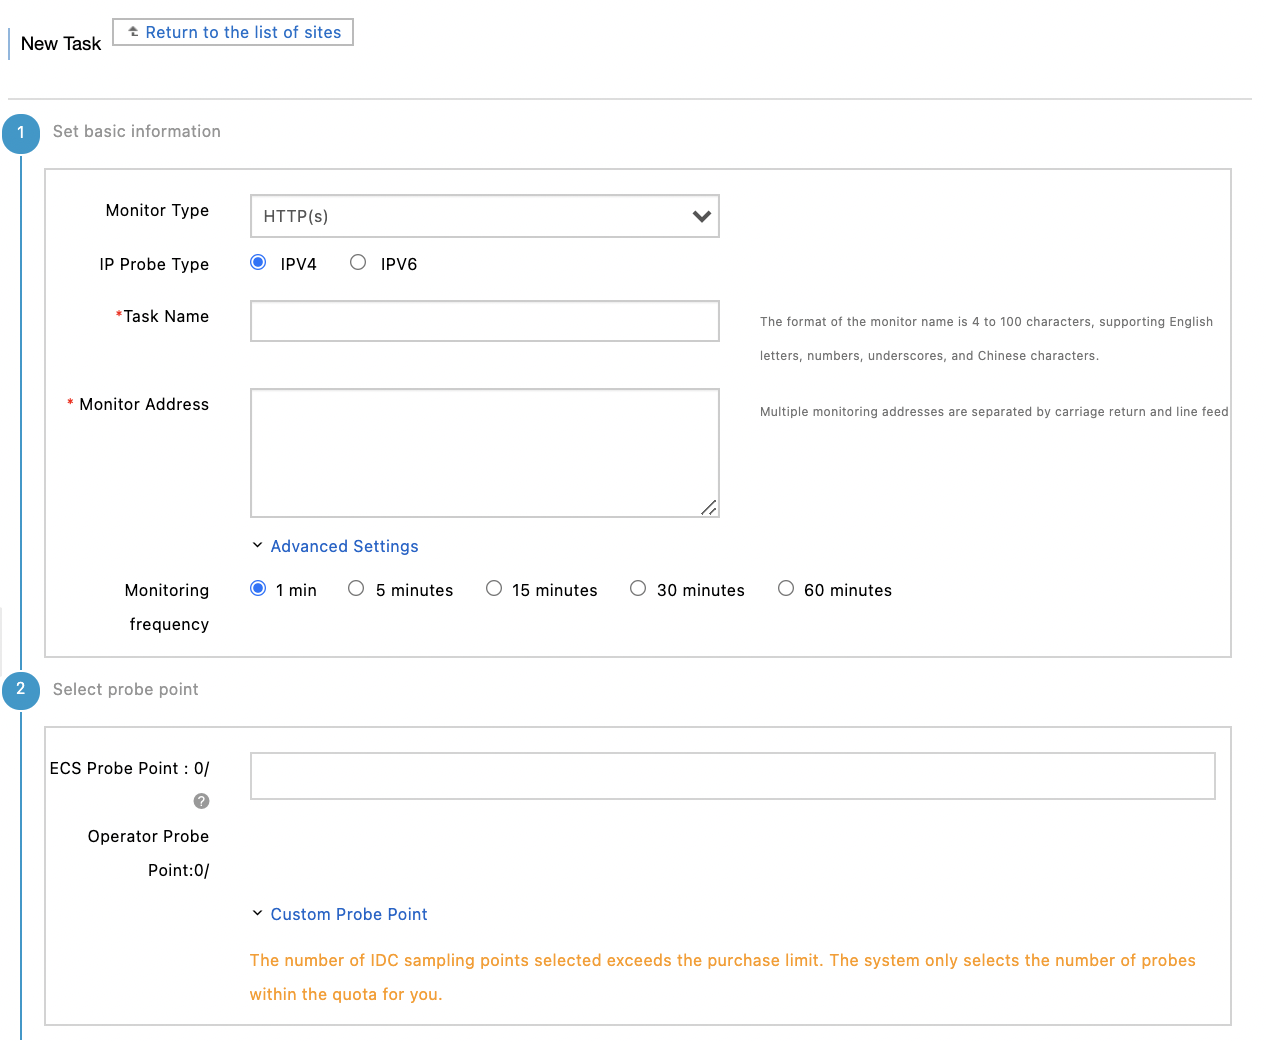 New Task
Return to the list of sites
1
Set basic information
Monitor Type
HTTP(s)
IP Probe Type
IPV4
IPV6
*Task Name
The format of the monitor name is 4 to 100 characters, supporting English
letters, numbers, underscores, and Chinese characters.
* Monitor Address
Multiple monitoring addresses are separated by carriage return and line feed
Advanced Settings
Monitoring
frequency
1 min
5 minutes
15 minutes
30 minutes
60 minutes
2
Select probe point
ECS Probe Point : 0/
?
Operator Probe
Point:0/
Custom Probe Point
The number of IDC sampling points selected exceeds the purchase limit. The system only selects the number of probes
within the quota for you.